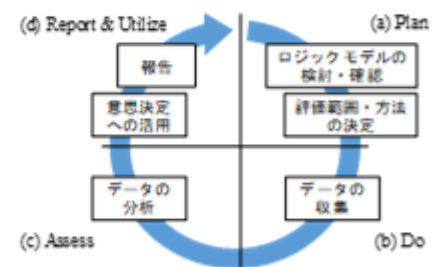 (d) Report & Utilize
(a) Plan
報告
ロジックモデルの
検討・確認
意思決定
への活用
評価範囲・方法
の決定
データの
分析
データの
収集
(c) Assess
(b) Do